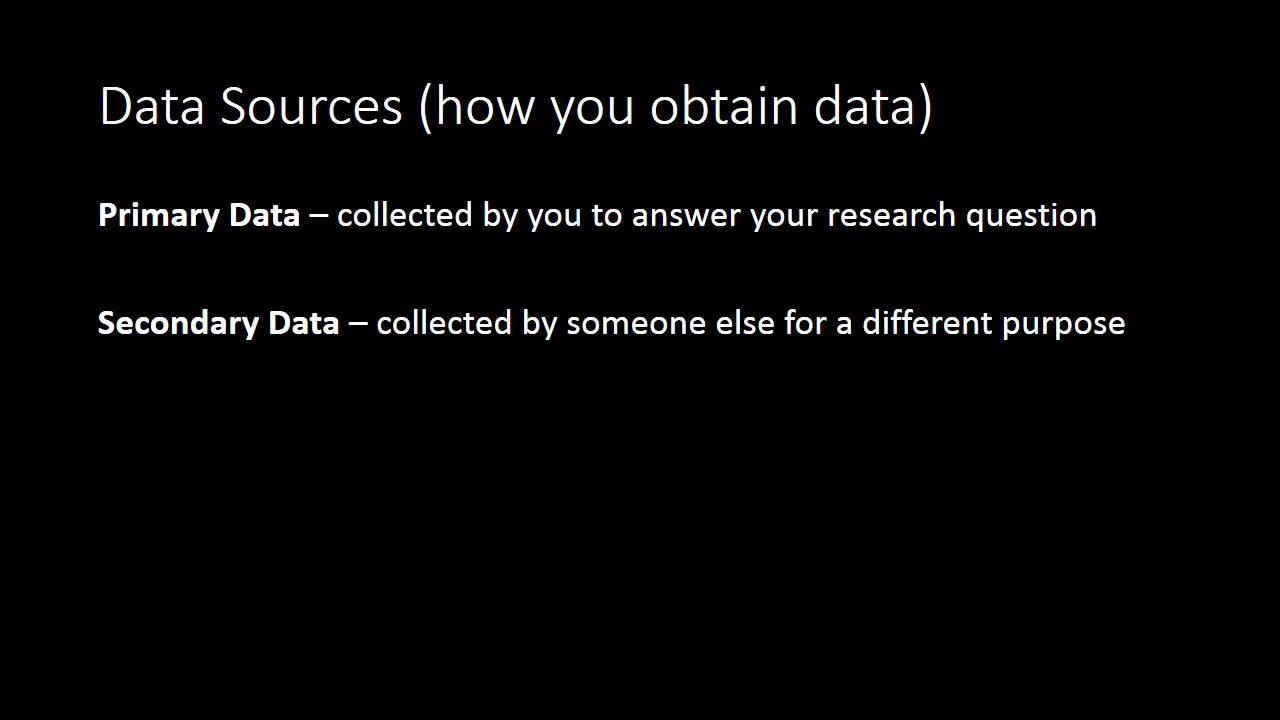 Data Sources (how you obtain data)
Primary Data – collected by you to answer your research question
Secondary Data – collected by someone else for a different purpose